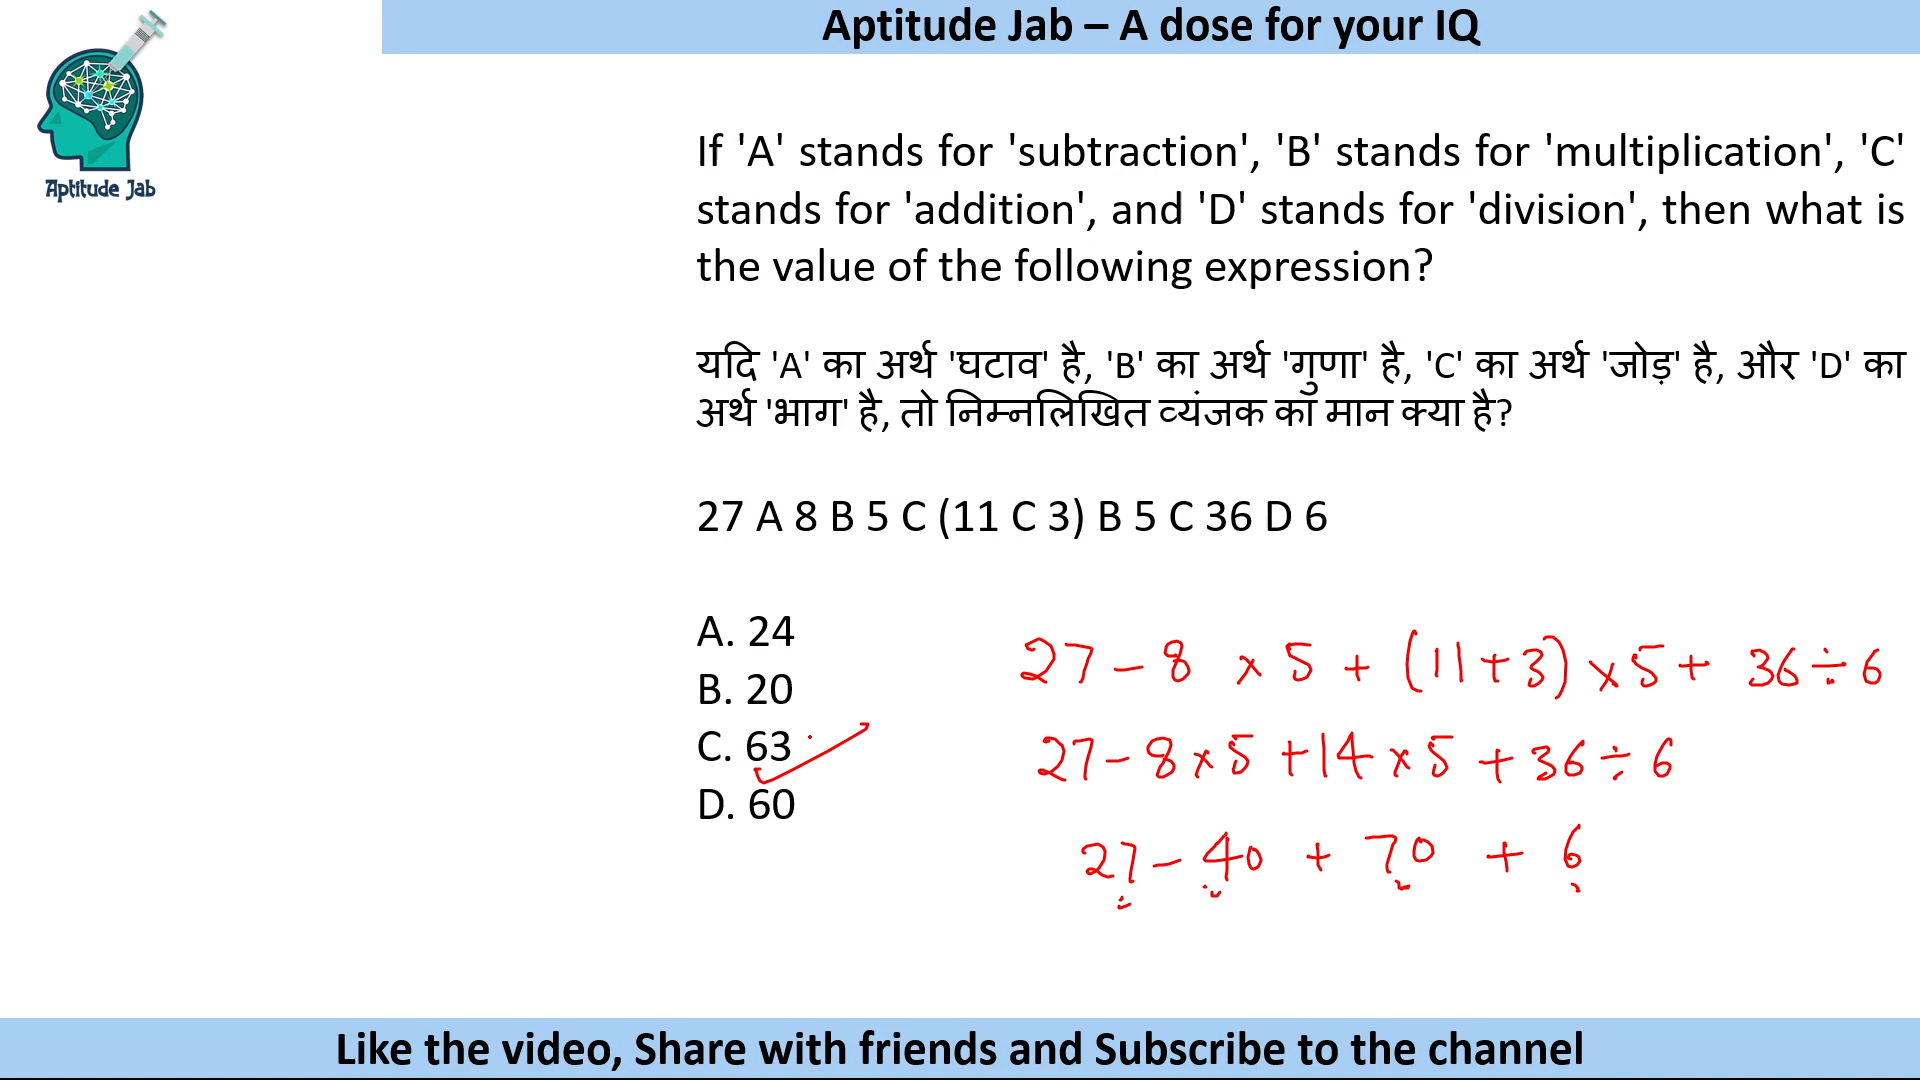 Aptitude Jab – A dose for your IQ
Aptitude Jab
If 'A' stands for 'subtraction', 'B' stands for 'multiplication', 'C'
stands for 'addition', and 'D' stands for 'division', then what is
the value of the following expression?
यदि 'A' का अर्थ 'घटाव' है, 'B' का अर्थ 'गुणा' है, 'C' का अर्थ 'जोड़' है, और 'D' का
अर्थ 'भाग' है, तो निम्नलिखित व्यंजक का मान क्या है?
27 A 8 B 5 C (11 C 3) B 5 C 36 D 6
A. 24
B. 20
C. 63
D. 60
27 - 8 × 5 + (11 + 3) × 5 + 36 ÷ 6
27 - 8 × 5 + 14 × 5 + 36 ÷ 6
27 - 40 + 70 + 6
Like the video, Share with friends and Subscribe to the channel